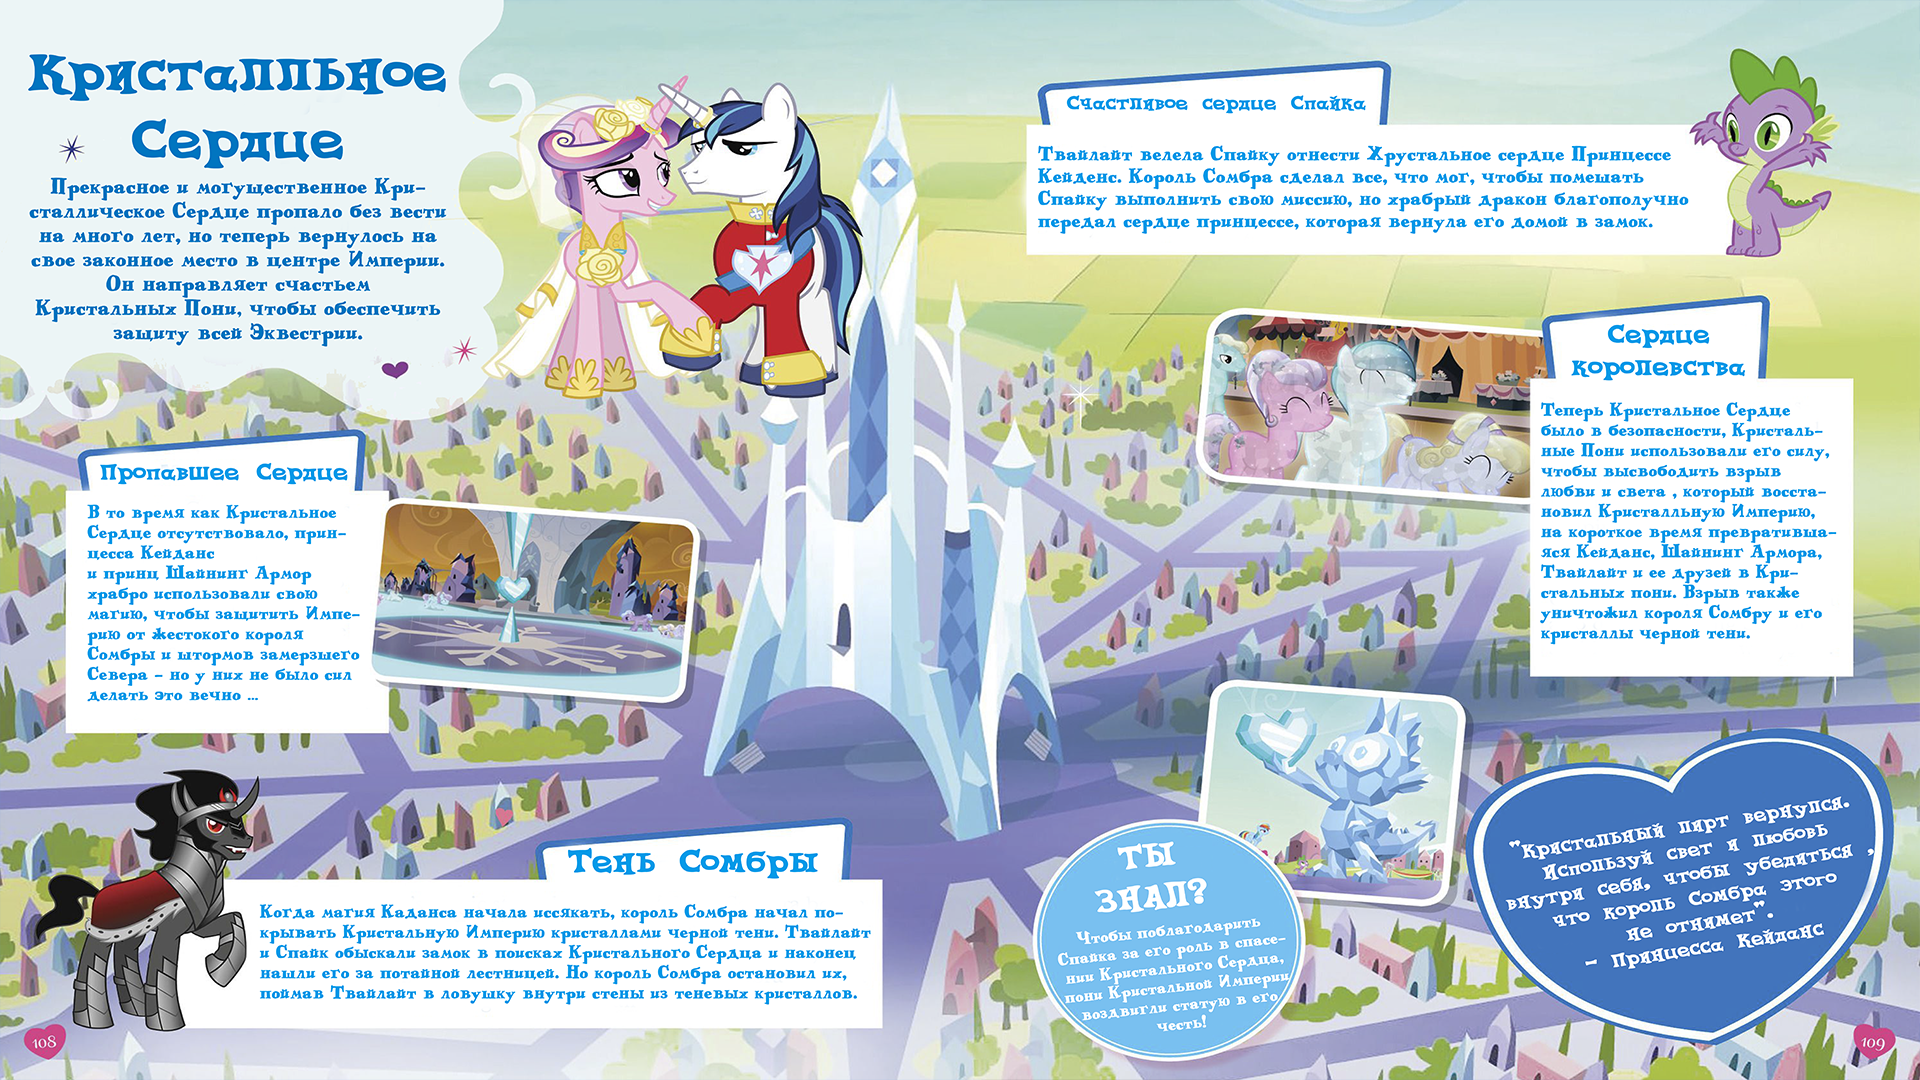 Кристалльное
Сердце
Прекрасное и могущественное Кри-
сталлическое Сердце пропало без вести
на много лет, но теперь вернулось на
свое законное место в центре Империи.
Он направляет счастьем
Кристальных Пони, чтобы обеспечить
защиту всей Эквестрии.
Пропавшее Сердце
В то время как Кристальное
Сердце отсутствовало, прин-
цесса Кейданс
и принц Шайнинг Армор
храбро использовали свою
магию, чтобы защитить Импе-
рию от жестокого короля
Сомбры и штормов замерзшего
Севера - но у них не было сил
делать это вечно ...
Тень Сомбры
Когда магия Каданса начала иссякать, король Сомбра начал по-
крывать Кристальную Империю кристаллами черной тени. Твайлайт
и Спайк обыскали замок в поисках Кристального Сердца и наконец
нашли его за потайной лестницей. Но король Сомбра остановил их,
поймав Твайлайт в ловушку внутри стены из теневых кристаллов.
108
Счастливое сердце Спайка
Твайлайт велела Спайку отнести Хрустальное сердце Принцессе
Кейденс. Король Сомбра сделал все, что мог, чтобы помешать
Спайку выполнить свою миссию, но храбрый дракон благополучно
передал сердце принцессе, которая вернула его домой в замок.
Сердце
королевства
Теперь Кристальное Сердце
было в безопасности, Кристаль-
ные Пони использовали его силу,
чтобы высвободить взрыв
любви и света , который восста-
новил Кристалльную Империю,
на короткое время превративша-
яся Кейданс, Шайнинг Армора,
Твайлайт и ее друзей в Кри-
стальных пони. Взрыв также
уничтожил короля Сомбру и его
кристаллы черной тени.
ТЫ
ЗНАЛ?
Чтобы поблагодарить
Спайка за его роль в спасе-
нии Кристального Сердца,
пони Кристальной Империи
воздвигли статую в его
честь!
"Кристальный пирт вернулся.
Используй свет и любовь
внутри себя, чтобы убедиться ,
что король Сомбра этого
не отнимет".
- Принцесса Кейданс
109